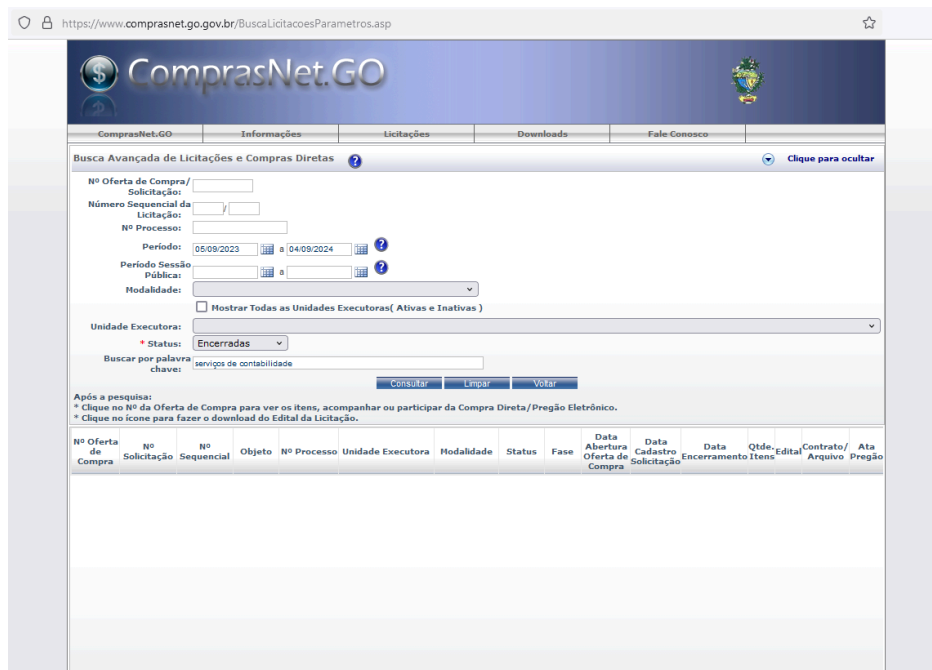 https://www.comprasnet.go.gov.br/BuscaLicitacoesParametros.asp
$ ComprasNet.GO
ComprasNet.GO Informações Licitações Downloads Fale Conosco
Busca Avançada de Licitações e Compras Diretas ? Clique para ocultar
Nº Oferta de Compra/
Solicitação:
Número Sequencial da
Licitação: /
Nº Processo:
Período: 05/09/2023 a 04/09/2024 ?
Período Sessão
Pública: a ?
Modalidade:
Mostrar Todas as Unidades Executoras( Ativas e Inativas )
Unidade Executora:
* Status: Encerradas
Buscar por palavra
chave: serviços de contabilidade
Consultar Limpar Voltar
Após a pesquisa:
* Clique no Nº da Oferta de Compra para ver os itens, acompanhar ou participar da Compra Direta/Pregão Eletrônico.
* Clique no ícone para fazer o download do Edital da Licitação.
Nº Oferta de Compra Nº Solicitação Nº Sequencial Objeto Nº Processo Unidade Executora Modalidade Status Fase Data Abertura Oferta de Compra Data Cadastro Solicitação Data Encerramento Qtde. Itens Edital Contrato/ Arquivo Ata Pregão